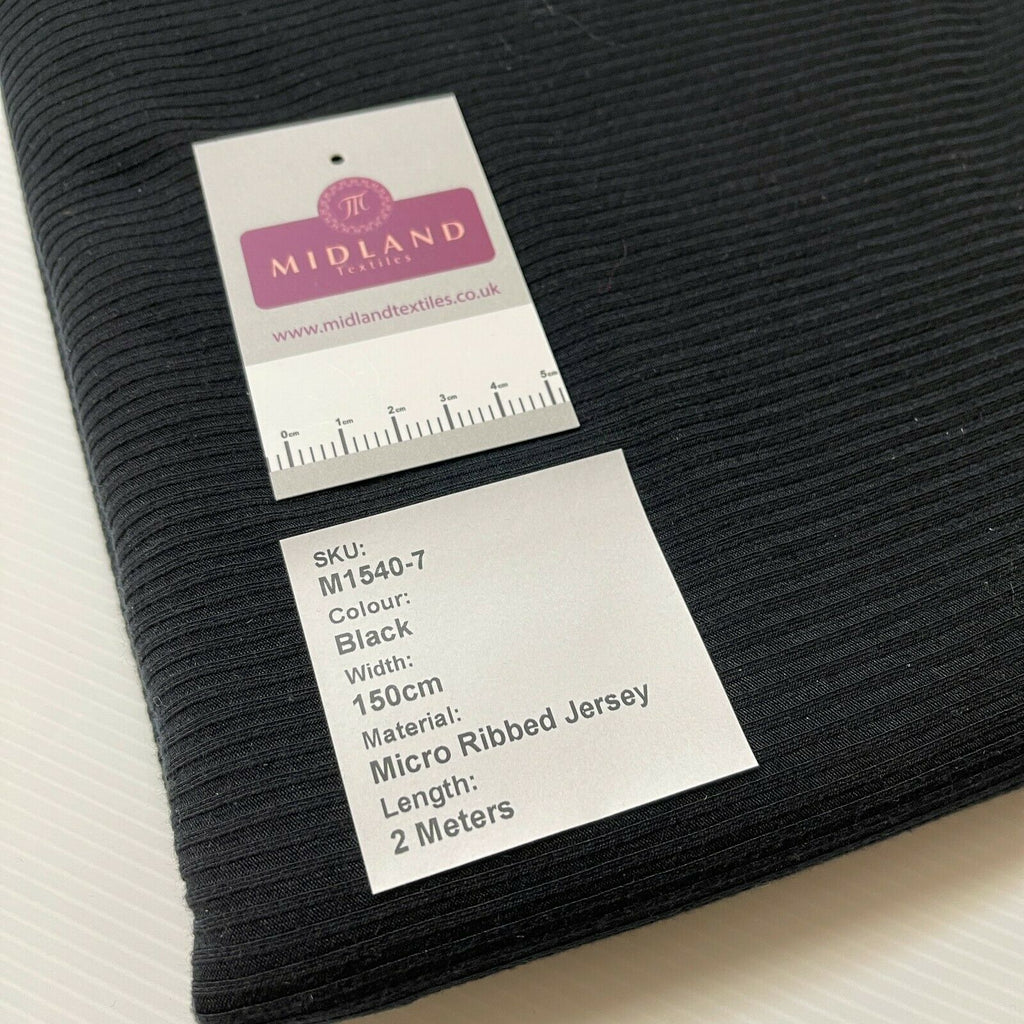 M
MIDLAND
Textiles
www.midlandtextiles.co.uk
0cm 1cm 2cm 3cm 4cm 5cm
SKU:
M1540-7
Colour:
Black
Width:
150cm
Material:
Micro Ribbed Jersey
Length:
2 Meters